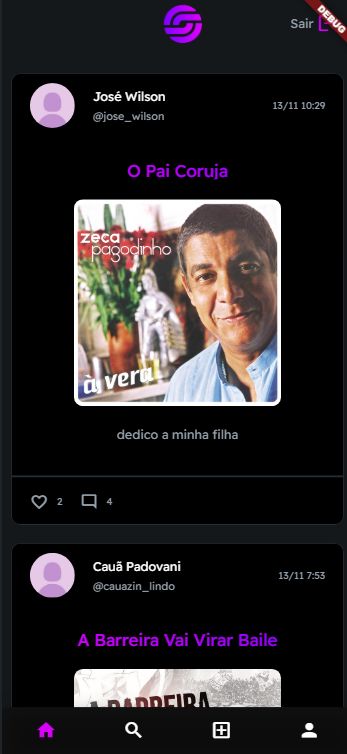 Sair
DEBUG
José Wilson
@jose_wilson
13/11 10:29
O Pai Coruja
zeca
pagodinho
à vera
dedico a minha filha
2
4
Cauã Padovani
@cauazin_lindo
13/11 7:53
A Barreira Vai Virar Baile
A BARREIRA